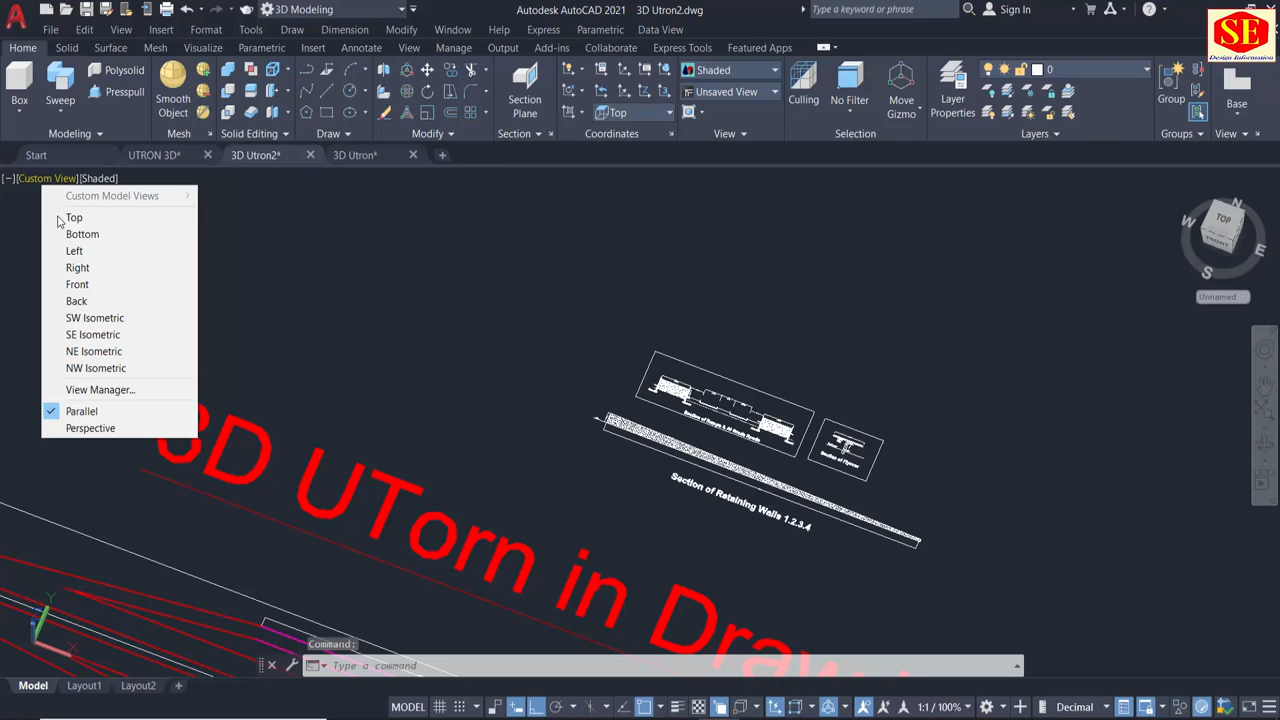 3D Modeling
Autodesk AutoCAD 2021 3D Utron2.dwg
Type a keyword or phrase
Sign In
File Edit View Insert Format Tools Draw Dimension Modify Window Help Express Parametric Data View
Home Solid Surface Mesh Visualize Parametric Insert Annotate View Manage Output Add-ins Collaborate Express Tools Featured Apps
SE
Design Information
Box
Sweep
Polysolid
Presspull
Smooth
Object
Section
Plane
Top
Shaded
Unsaved View
Culling
No Filter
Move
Gizmo
Layer
Properties
0
Group
Base
Modeling Mesh Solid Editing Draw Modify Section Coordinates View Selection Layers Groups View
Start UTRON 3D* 3D Utron2* 3D Utron*
[−][Custom View][Shaded]
Custom Model Views
Top
Bottom
Left
Right
Front
Back
SW Isometric
SE Isometric
NE Isometric
NW Isometric
View Manager...
Parallel
Perspective
N
W
TOP
FRONT
E
S
Unnamed
Section of Retaining Walls 1.2.3.4
3D UTorn in Draw
Y
X
Command:
Type a command
Model Layout1 Layout2
MODEL
1:1 / 100%
Decimal